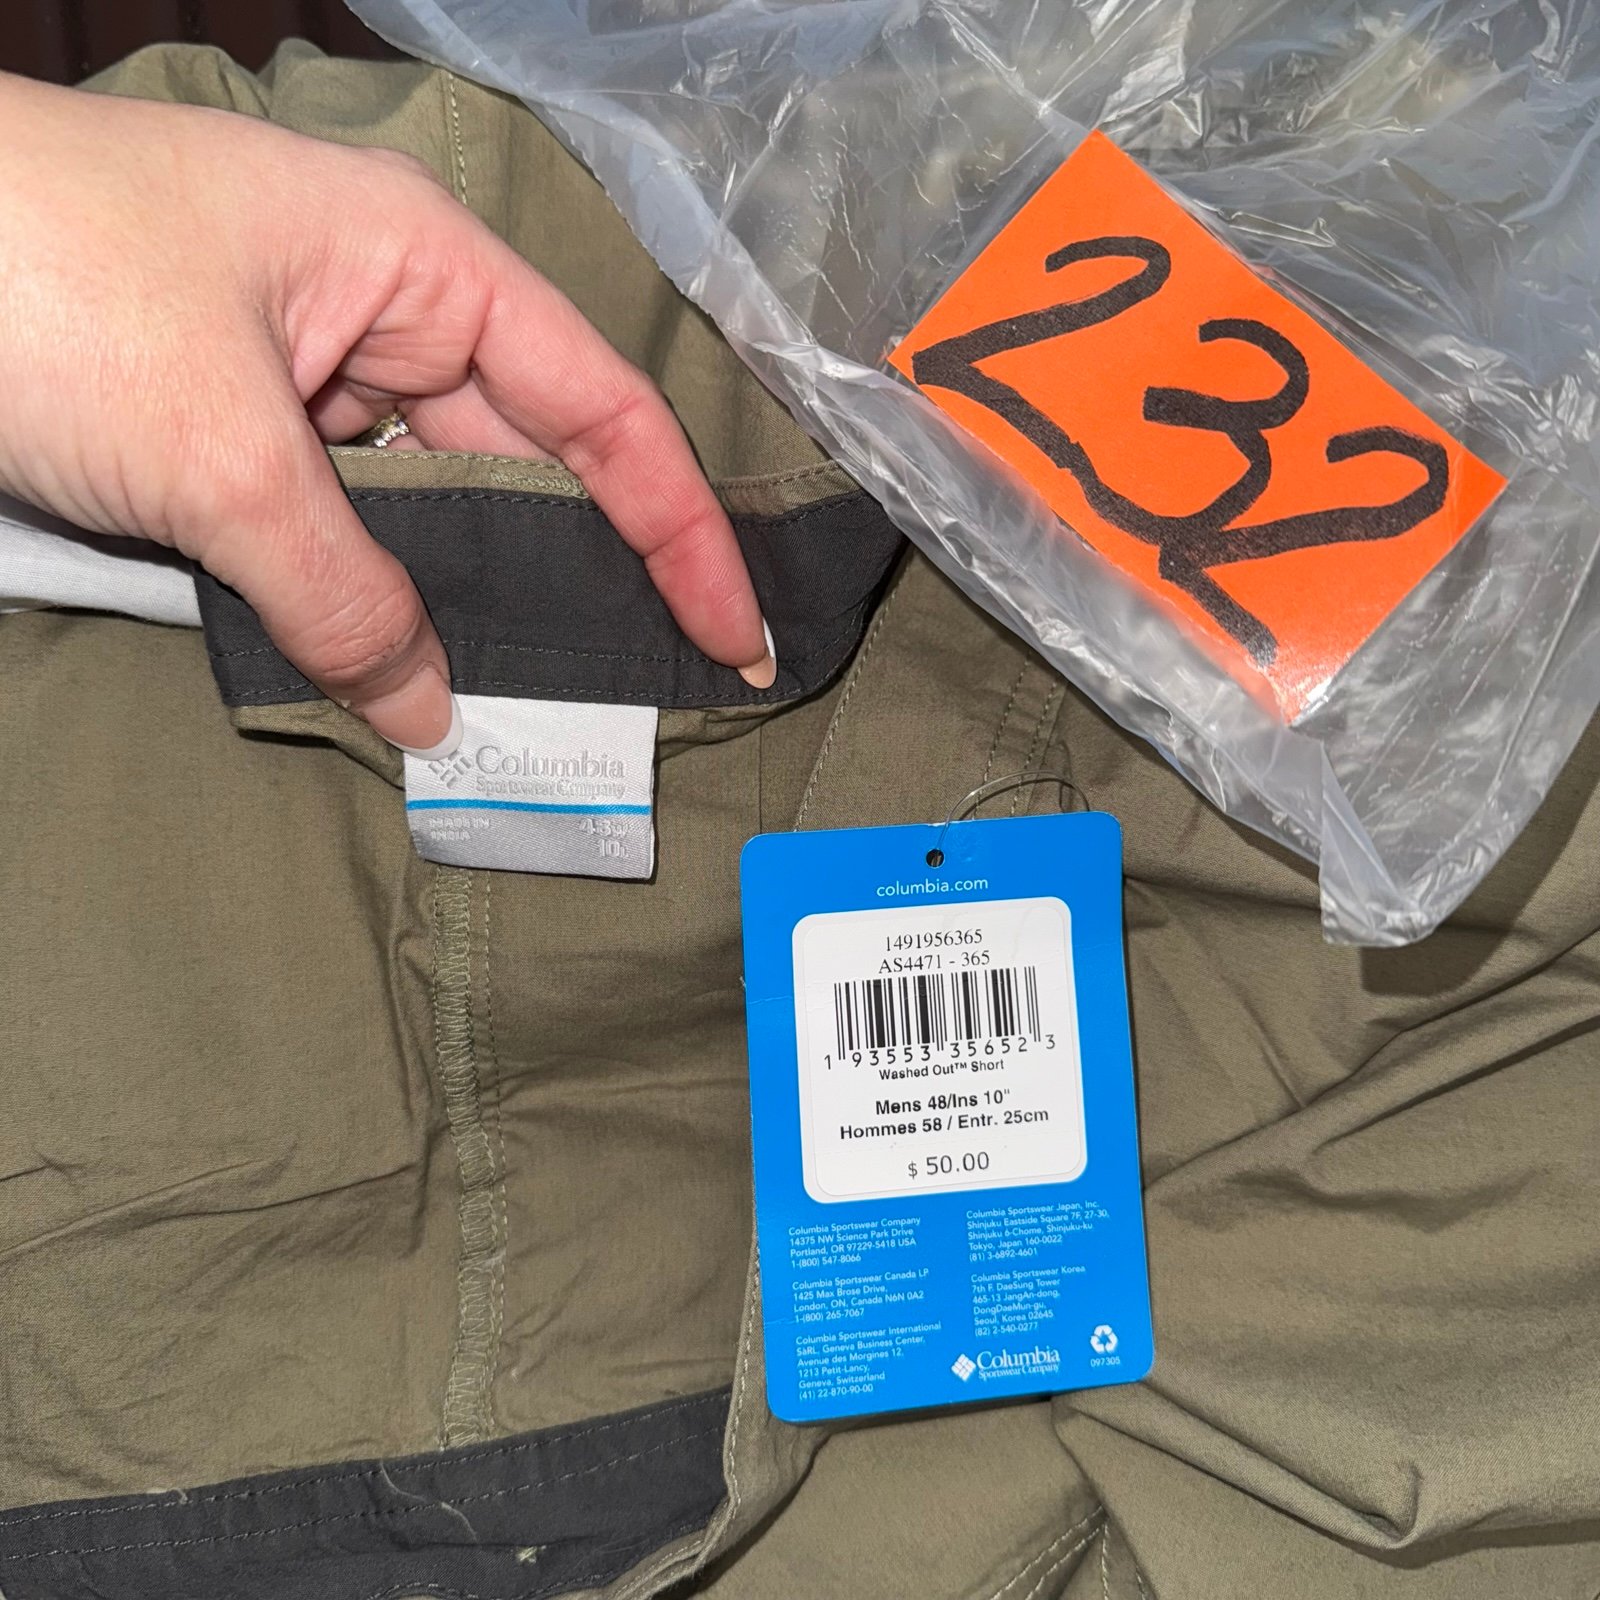 232
Columbia
Sportswear Company
MADE IN
INDIA
48W
10L
columbia.com
1491956365
AS4471 - 365
1 93553 35652 3
Washed Out™ Short
Mens 48/Ins 10"
Hommes 58 / Entr. 25cm
$ 50.00
Columbia Sportswear Company
14375 NW Science Park Drive
Portland, OR 97229-5418 USA
1-(800) 547-8066
Columbia Sportswear Canada LP
1425 Max Brose Drive,
London, ON, Canada N6N 0A2
1-(800) 265-7067
Columbia Sportswear International
SàRL, Geneva Business Center,
Avenue des Morgines 12,
1213 Petit-Lancy,
Geneva, Switzerland
(41) 22-870-90-00
Columbia Sportswear Japan, Inc.
Shinjuku Eastside Square 7F, 27-30,
Shinjuku 6-Chome, Shinjuku-ku
Tokyo, Japan 160-0022
(81) 3-6892-4601
Columbia Sportswear Korea
7th F. DaeSung Tower
465-13 JangAn-dong,
DongDaeMun-gu,
Seoul, Korea 02645
(82) 2-540-0277
Columbia
Sportswear Company
097305